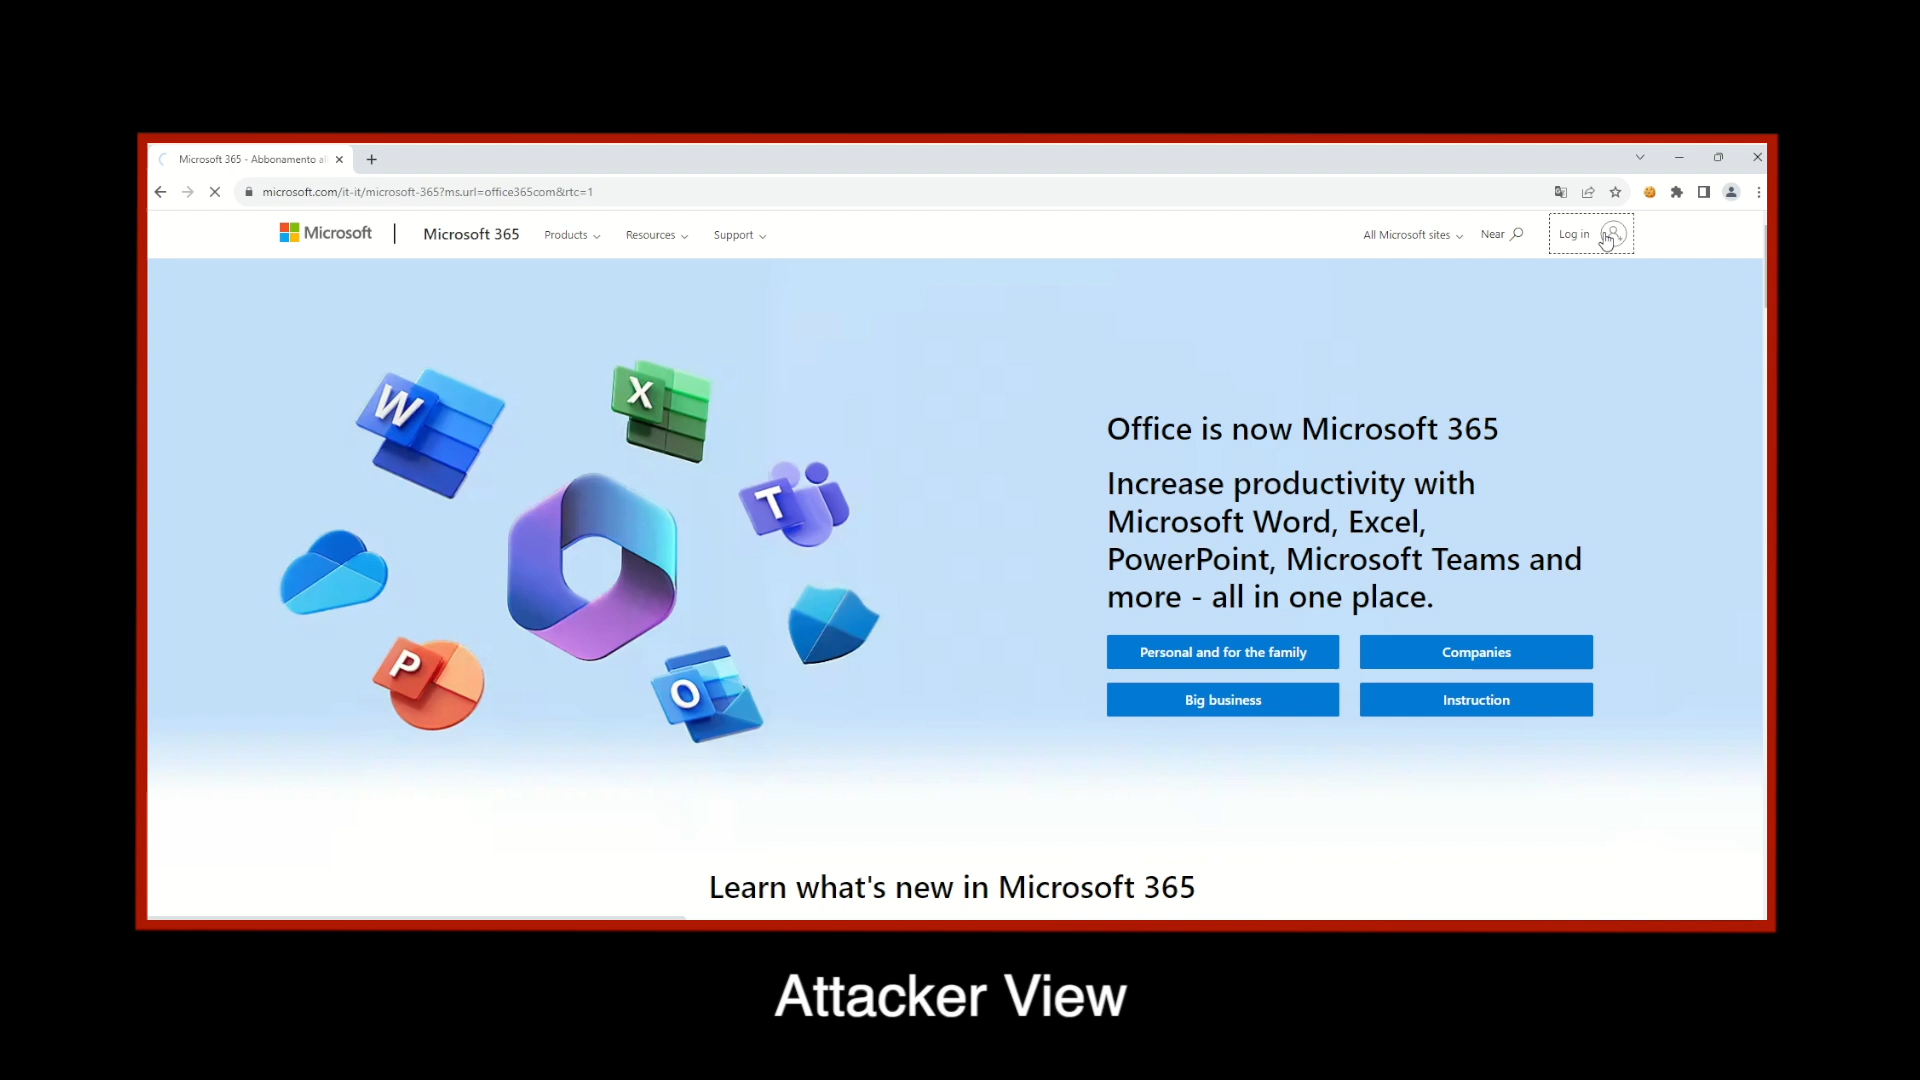 Microsoft 365 - Abbonamento al
microsoft.com/it-it/microsoft-365?ms.url=office365com&rtc=1
Microsoft | Microsoft 365 Products Resources Support All Microsoft sites Near Log in
W
X
T
P
O
Office is now Microsoft 365
Increase productivity with
Microsoft Word, Excel,
PowerPoint, Microsoft Teams and
more - all in one place.
Personal and for the family Companies
Big business Instruction
Learn what's new in Microsoft 365
Attacker View